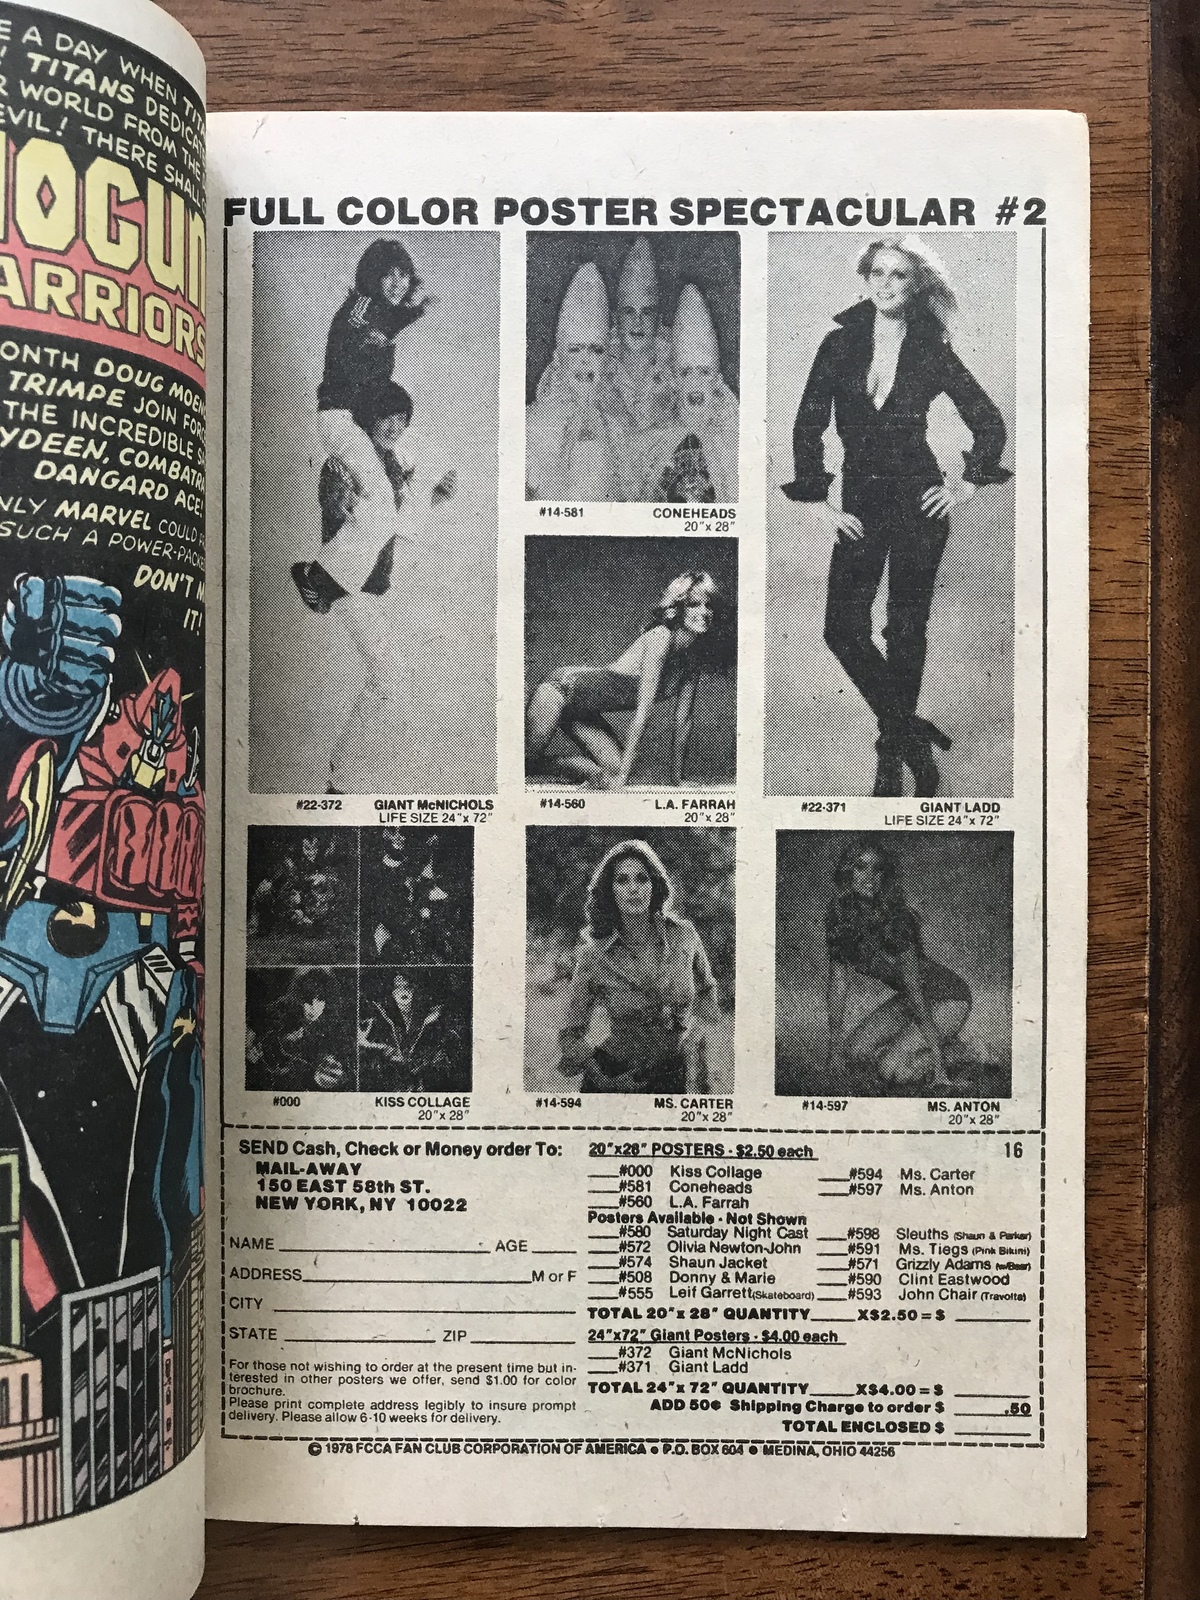 E A DAY WHEN
! TITANS
WORLD FROM THE
EVIL! THERE
ONTH DOUG
TRIMPE JOIN
THE INCREDIBLE
COMBATRA
DANGARD ACE!
NLY MARVEL COULD
SUCH A POWER-PACKE
DON'T
IT!
FULL COLOR POSTER SPECTACULAR #2
#14-581 CONEHEADS
20"x 28"
#22-372 GIANT McNICHOLS
LIFE SIZE 24"x 72"
#14-560 L.A. FARRAH
20"x 28"
#22-371 GIANT LADD
LIFE SIZE 24"x 72"
#000 KISS COLLAGE
20"x 28"
#14-594 MS. CARTER
20"x 28"
#14-597 MS. ANTON
20"x 28"
SEND Cash, Check or Money order To:
MAIL-AWAY
150 EAST 58th ST.
NEW YORK, NY 10022
NAME AGE
ADDRESS M or F
CITY
STATE ZIP
For those not wishing to order at the present time but in-
terested in other posters we offer, send $1.00 for color
brochure.
Please print complete address legibly to insure prompt
delivery. Please allow 6-10 weeks for delivery.
20"x28" POSTERS - $2.50 each 16
#000 Kiss Collage #594 Ms. Carter
#581 Coneheads #597 Ms. Anton
#560 L.A. Farrah
Posters Available - Not Shown
#580 Saturday Night Cast #598 Sleuths (Shaun & Parker)
#572 Olivia Newton-John #591 Ms. Tiegs (Pink Bikini)
#574 Shaun Jacket #571 Grizzly Adams (w/Bear)
#508 Donny & Marie #590 Clint Eastwood
#555 Leif Garrett(Skateboard) #593 John Chair (Travolta)
TOTAL 20"x 28" QUANTITY X$2.50 = $
24"x72" Giant Posters - $4.00 each
#372 Giant McNichols
#371 Giant Ladd
TOTAL 24"x 72" QUANTITY X$4.00 = $
ADD 50¢ Shipping Charge to order $ .50
TOTAL ENCLOSED $
© 1978 FCCA FAN CLUB CORPORATION OF AMERICA ● P.O. BOX 604 ● MEDINA, OHIO 44256